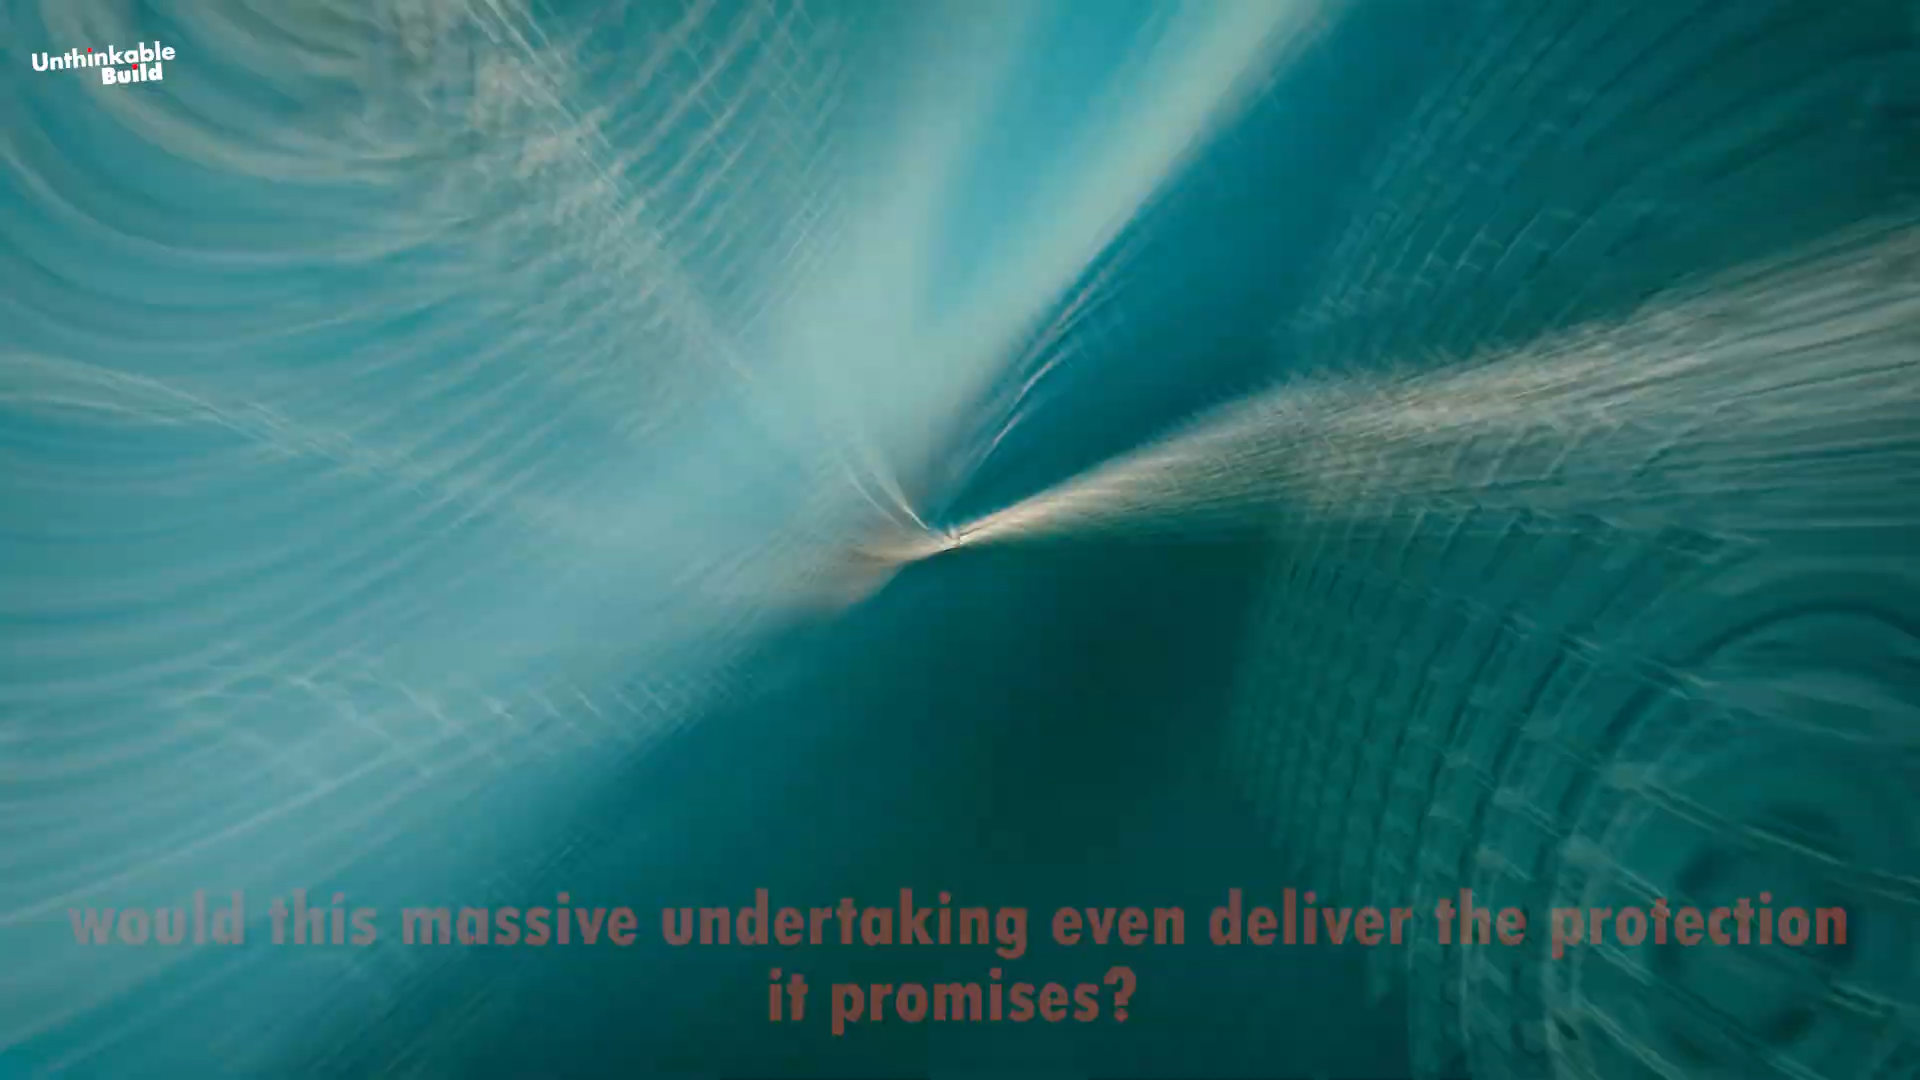 Unthinkable
Build
would this massive undertaking even deliver the protection
it promises?